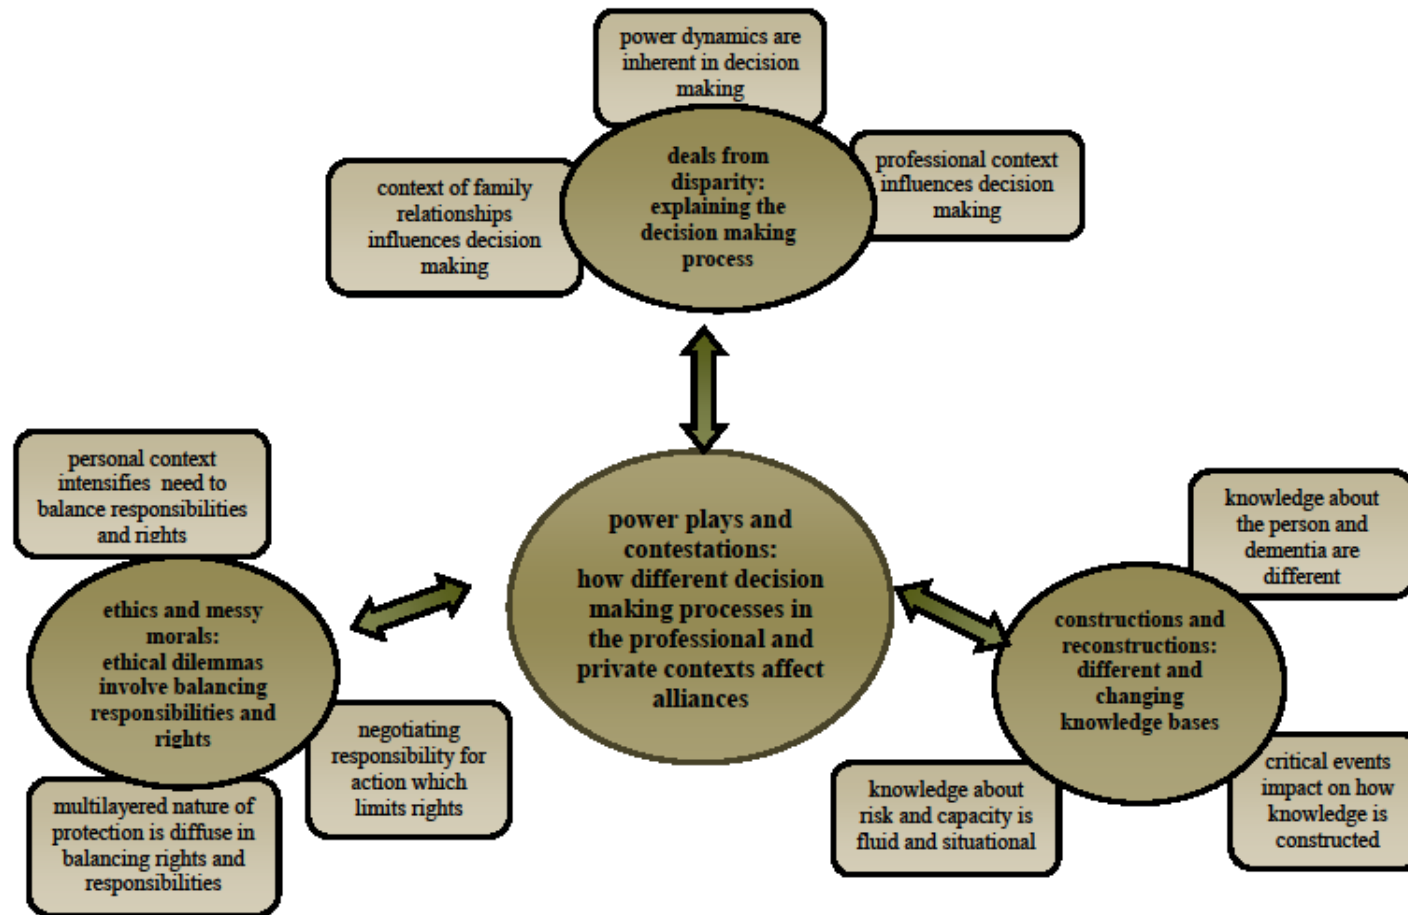 power dynamics are
inherent in decision
making
deals from
disparity:
explaining the
decision making
process
professional context
influences decision
making
context of family
relationships
influences decision
making
personal context
intensifies need to
balance responsibilities
and rights
ethics and messy
morals:
ethical dilemmas
involve balancing
responsibilities and
rights
negotiating
responsibility for
action which
limits rights
multilayered nature of
protection is diffuse in
balancing rights and
responsibilities
power plays and
contestations:
how different decision
making processes in
the professional and
private contexts affect
alliances
knowledge about
the person and
dementia are
different
constructions and
reconstructions:
different and
changing
knowledge bases
knowledge about
risk and capacity is
fluid and situational
critical events
impact on how
knowledge is
constructed